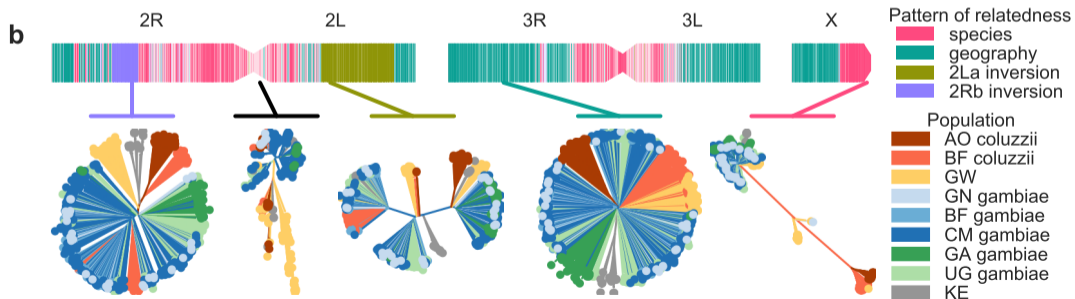 b
2R 2L 3R 3L X
Pattern of relatedness
species
geography
2La inversion
2Rb inversion
Population
AO coluzzii
BF coluzzii
GW
GN gambiae
BF gambiae
CM gambiae
GA gambiae
UG gambiae
KE